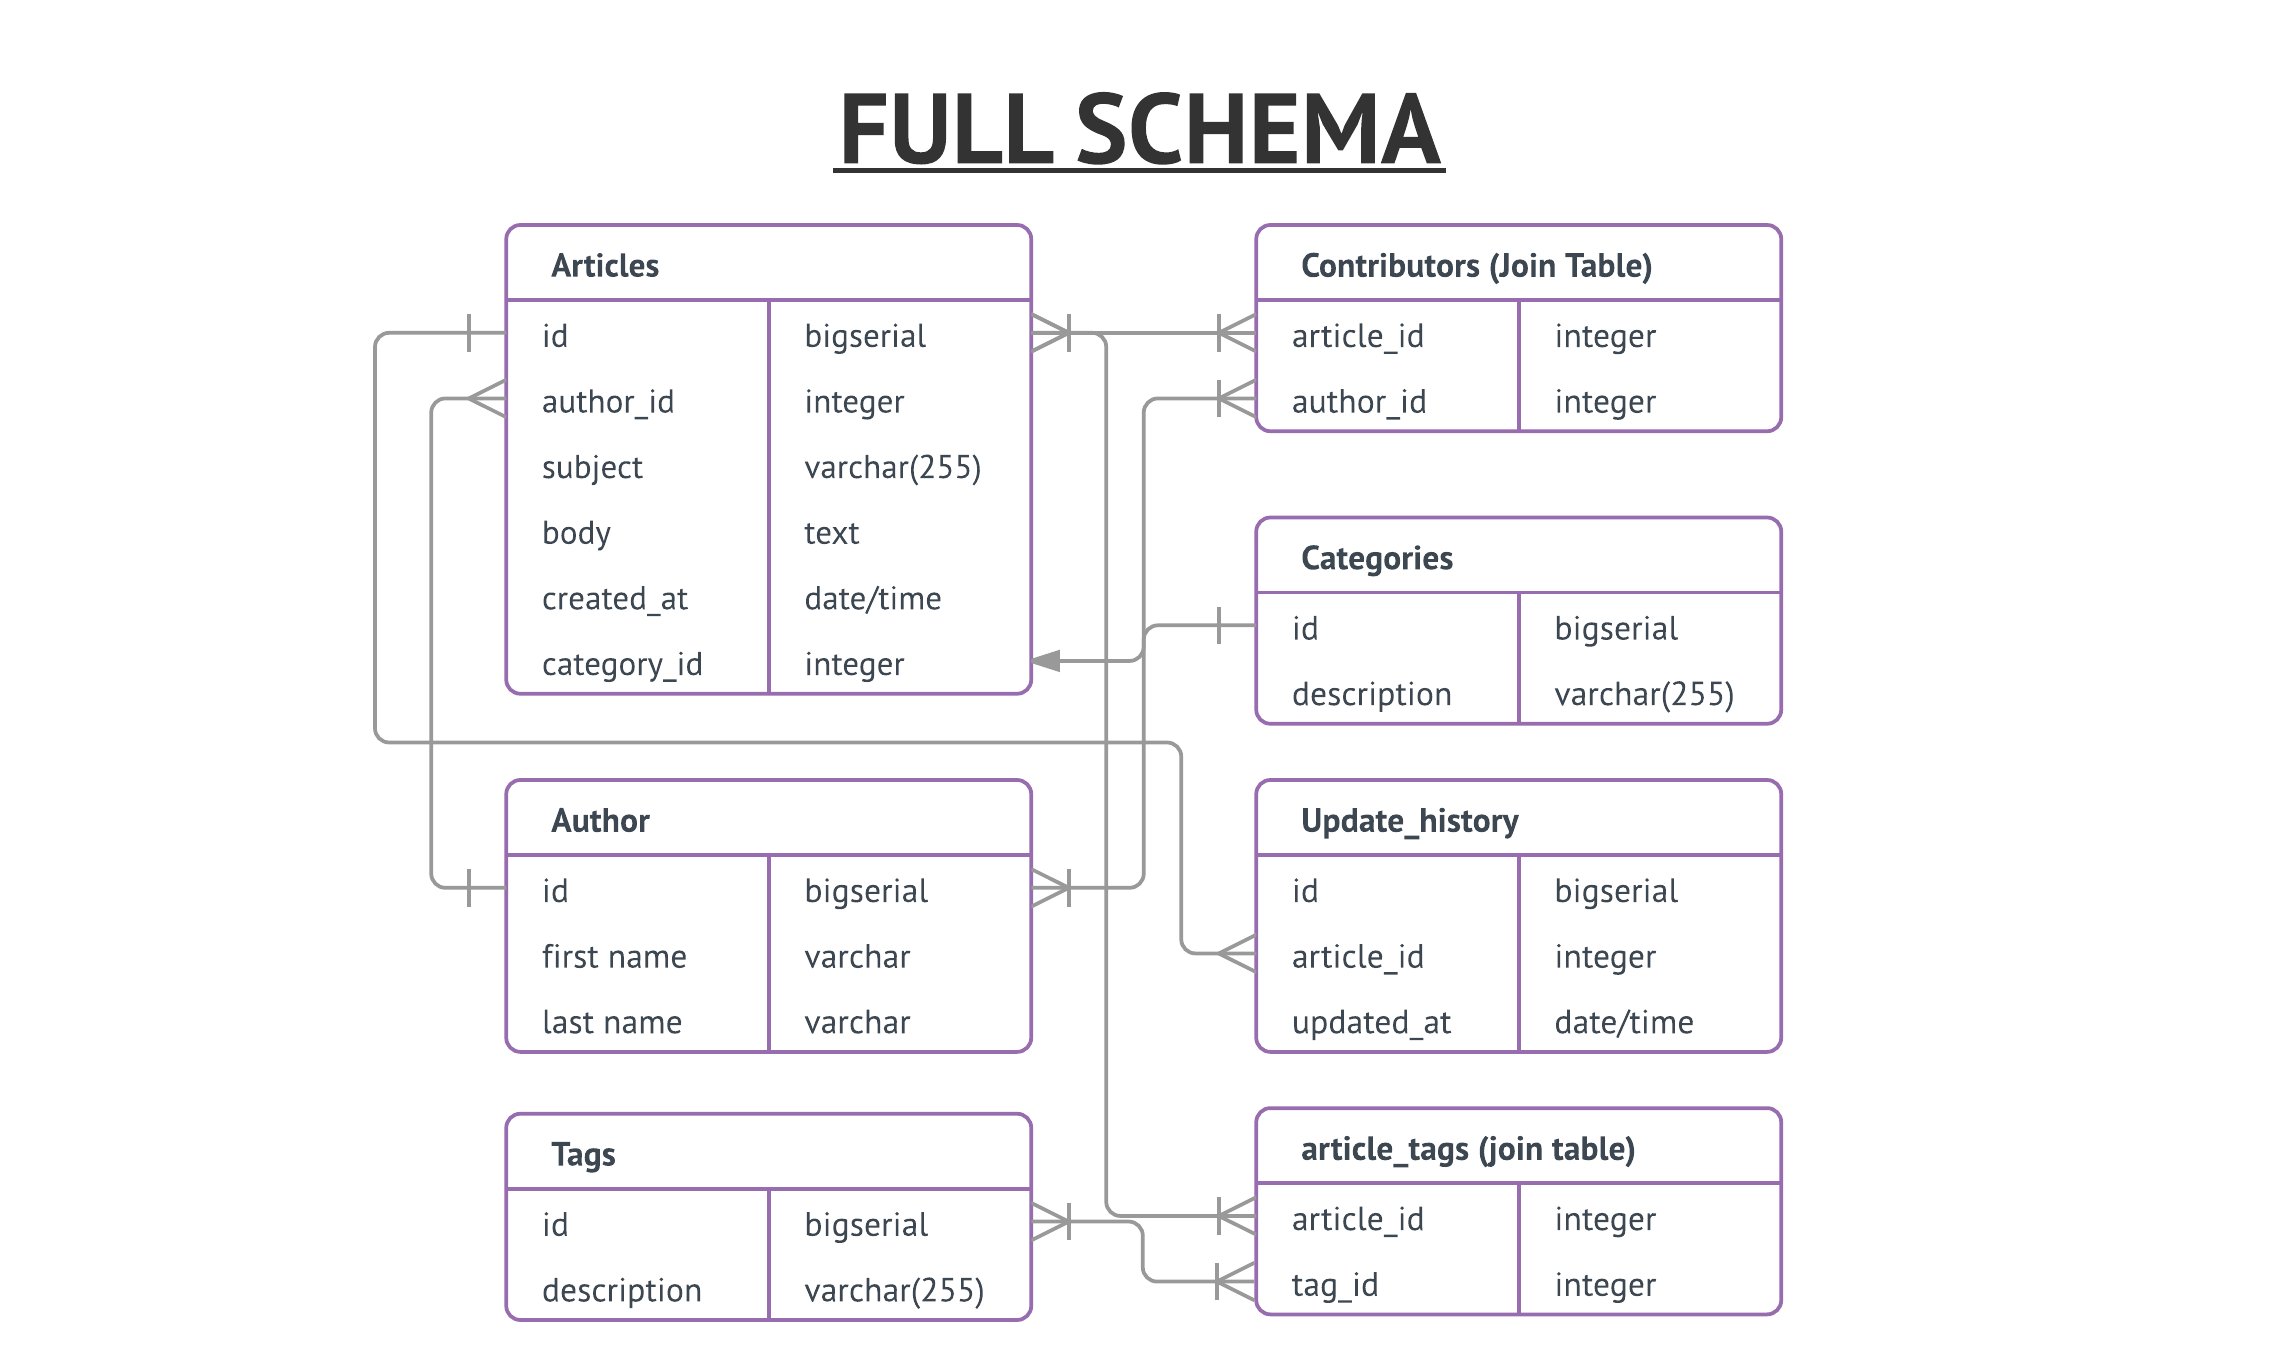 FULL SCHEMA
Articles
id bigserial
author_id integer
subject varchar(255)
body text
created_at date/time
category_id integer
Contributors (Join Table)
article_id integer
author_id integer
Categories
id bigserial
description varchar(255)
Author
id bigserial
first name varchar
last name varchar
Update_history
id bigserial
article_id integer
updated_at date/time
Tags
id bigserial
description varchar(255)
article_tags (join table)
article_id integer
tag_id integer